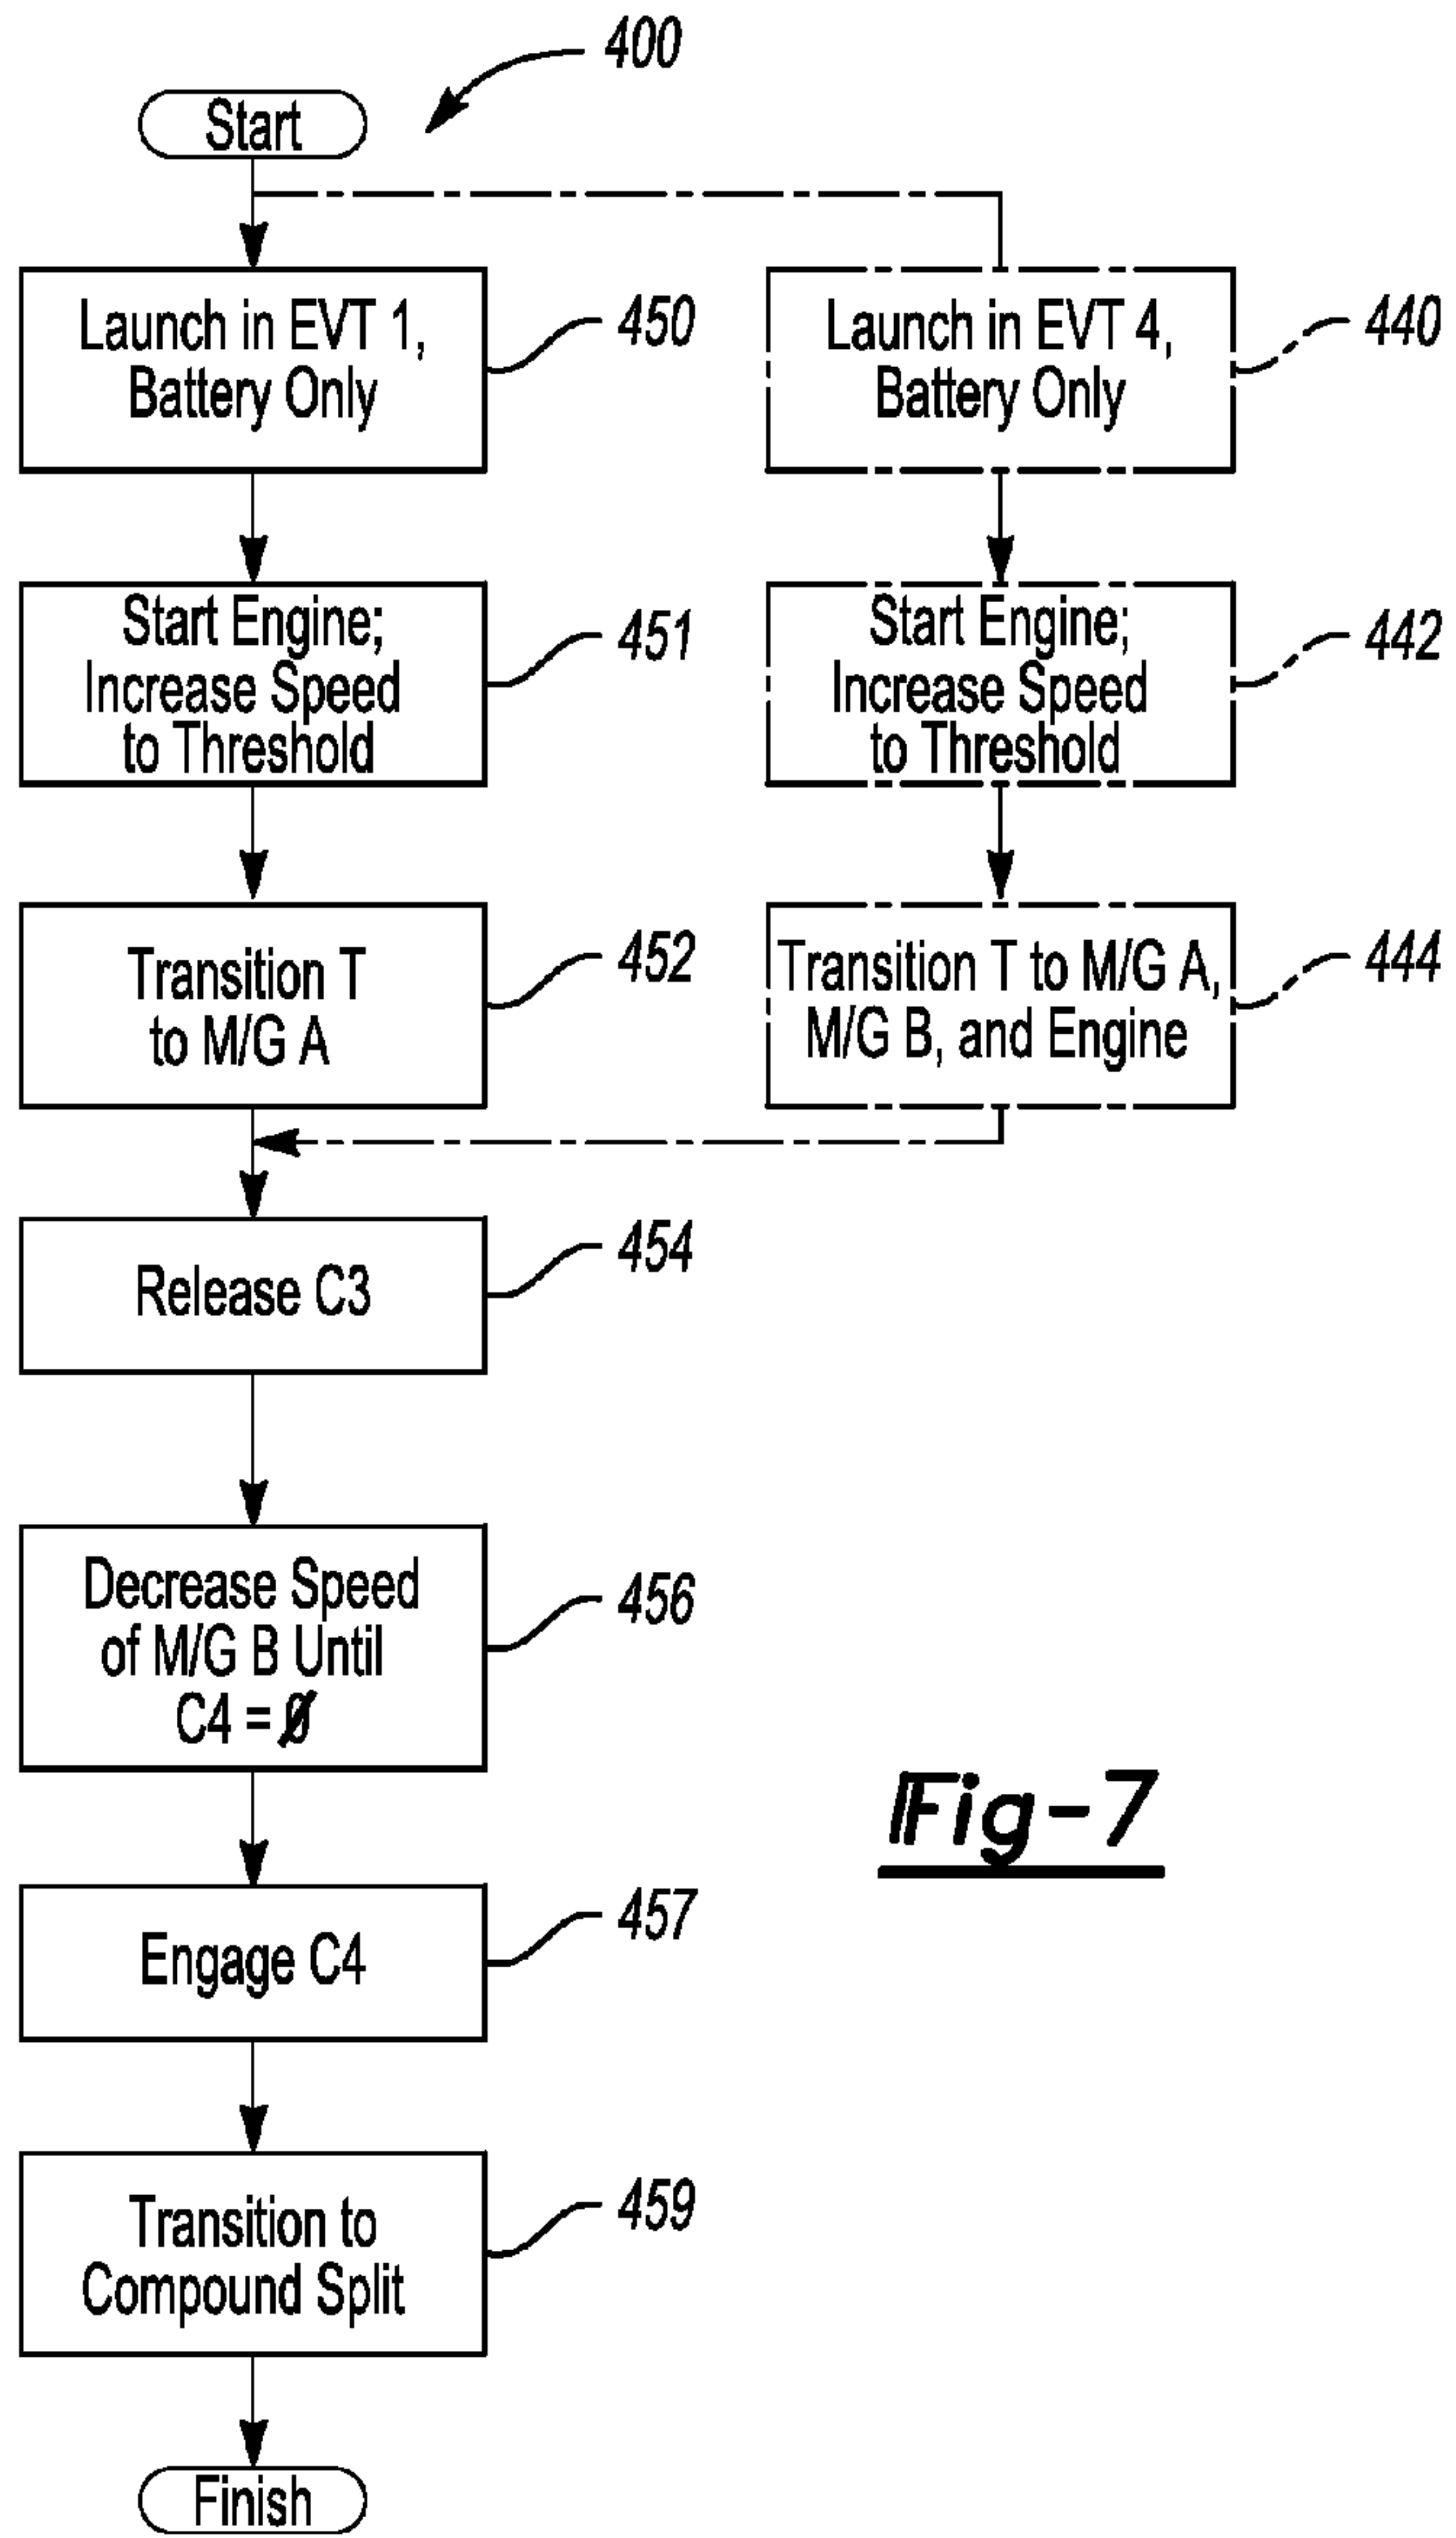 400
Start
Launch in EVT 1,
Battery Only
450
Launch in EVT 4,
Battery Only
440
Start Engine;
Increase Speed
to Threshold
451
Start Engine;
Increase Speed
to Threshold
442
Transition T
to M/G A
452
Transition T to M/G A,
M/G B, and Engine
444
Release C3
454
Decrease Speed
of M/G B Until
C4 = 0̸
456
Engage C4
457
Transition to
Compound Split
459
Finish
Fig-7